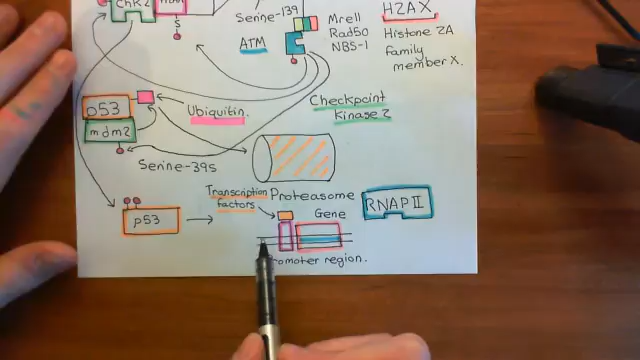 Chk2
S
Serine-139
ATM
Mre11
Rad50
NBS-1
H2AX
Histone 2A
family
member X.
p53
mdm2
Ubiquitin.
Serine-395
Checkpoint
Kinase 2
Proteasome
p53
Transcription
factors
Gene
RNAP II
Promoter region.